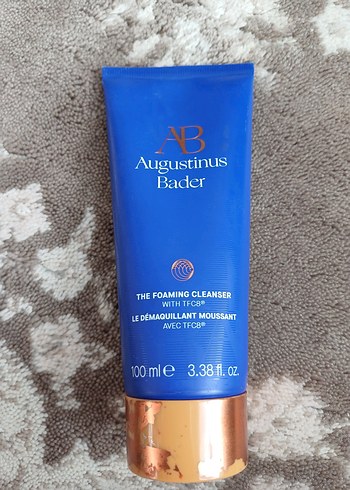 AB
Augustinus
Bader
THE FOAMING CLEANSER
WITH TFC8®
LE DÉMAQUILLANT MOUSSANT
AVEC TFC8®
100 ml ℮ 3.38 fl. oz.